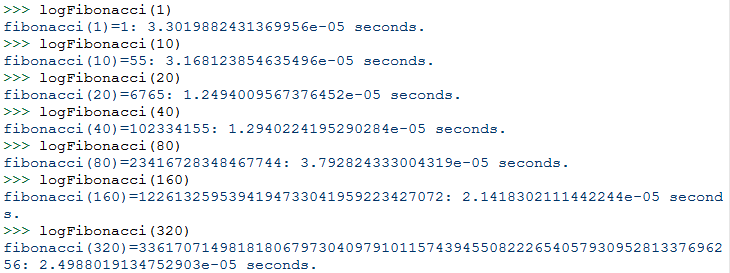 >>> logFibonacci(1)
fibonacci(1)=1: 3.3019882431369956e-05 seconds.
>>> logFibonacci(10)
fibonacci(10)=55: 3.168123854635496e-05 seconds.
>>> logFibonacci(20)
fibonacci(20)=6765: 1.2494009567376452e-05 seconds.
>>> logFibonacci(40)
fibonacci(40)=102334155: 1.2940224195290284e-05 seconds.
>>> logFibonacci(80)
fibonacci(80)=23416728348467744: 3.792824333004319e-05 seconds.
>>> logFibonacci(160)
fibonacci(160)=1226132595394194733041959223427072: 2.1418302111442244e-05 second
s.
>>> logFibonacci(320)
fibonacci(320)=33617071498181806797304097910115743945508222654057930952813376962
56: 2.4988019134752903e-05 seconds.